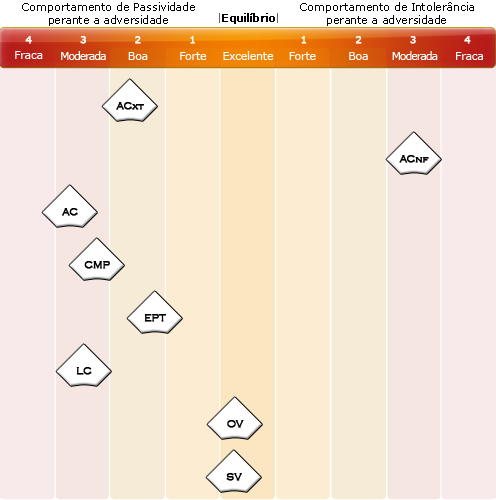 Comportamento de Passividade
perante a adversidade
|Equilíbrio|
Comportamento de Intolerância
perante a adversidade
4 3 2 1 1 2 3 4
Fraca Moderada Boa Forte Excelente Forte Boa Moderada Fraca
ACXT
ACNF
AC
CMP
EPT
LC
OV
SV